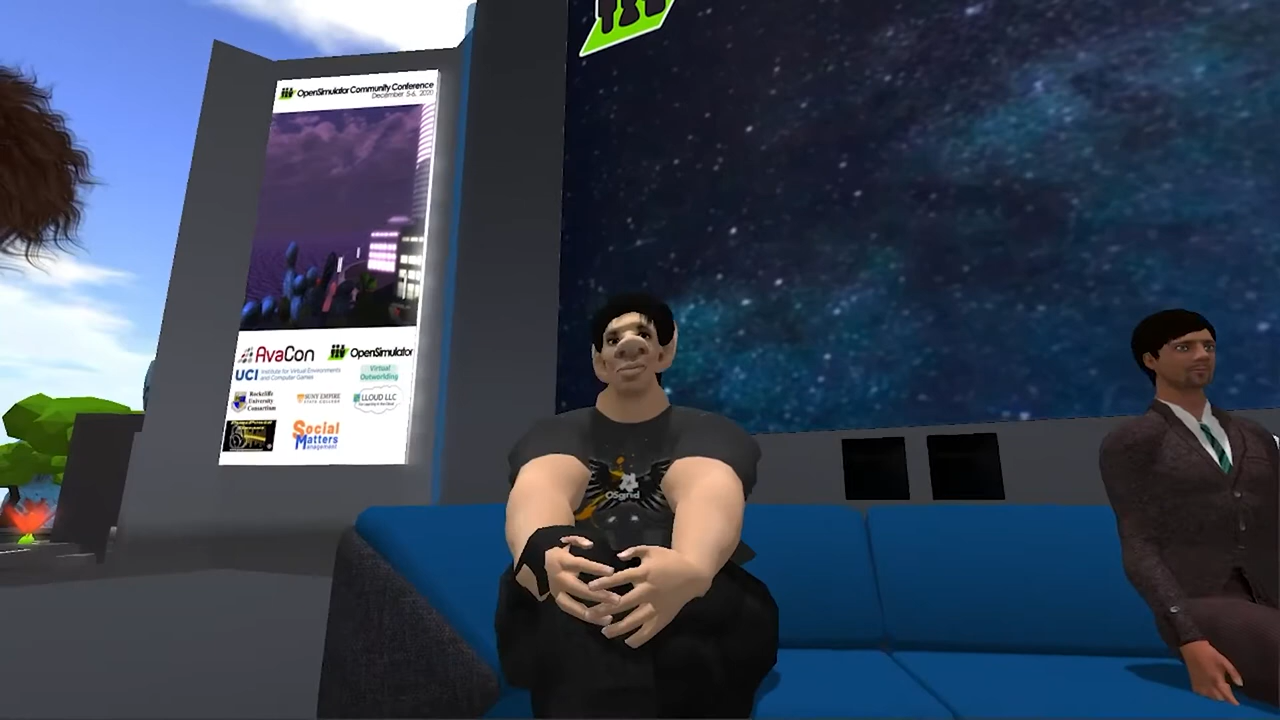 OpenSimulator Community Conference
December 5-6, 2020
AvaCon
OpenSimulator
UCI Institute for Virtual Environments
and Computer Games
Virtual
Outworlding
Rockcliffe
University
Consortium
SUNY EMPIRE
STATE COLLEGE
LLOUD LLC
Social
Matters
Management
OSgrid